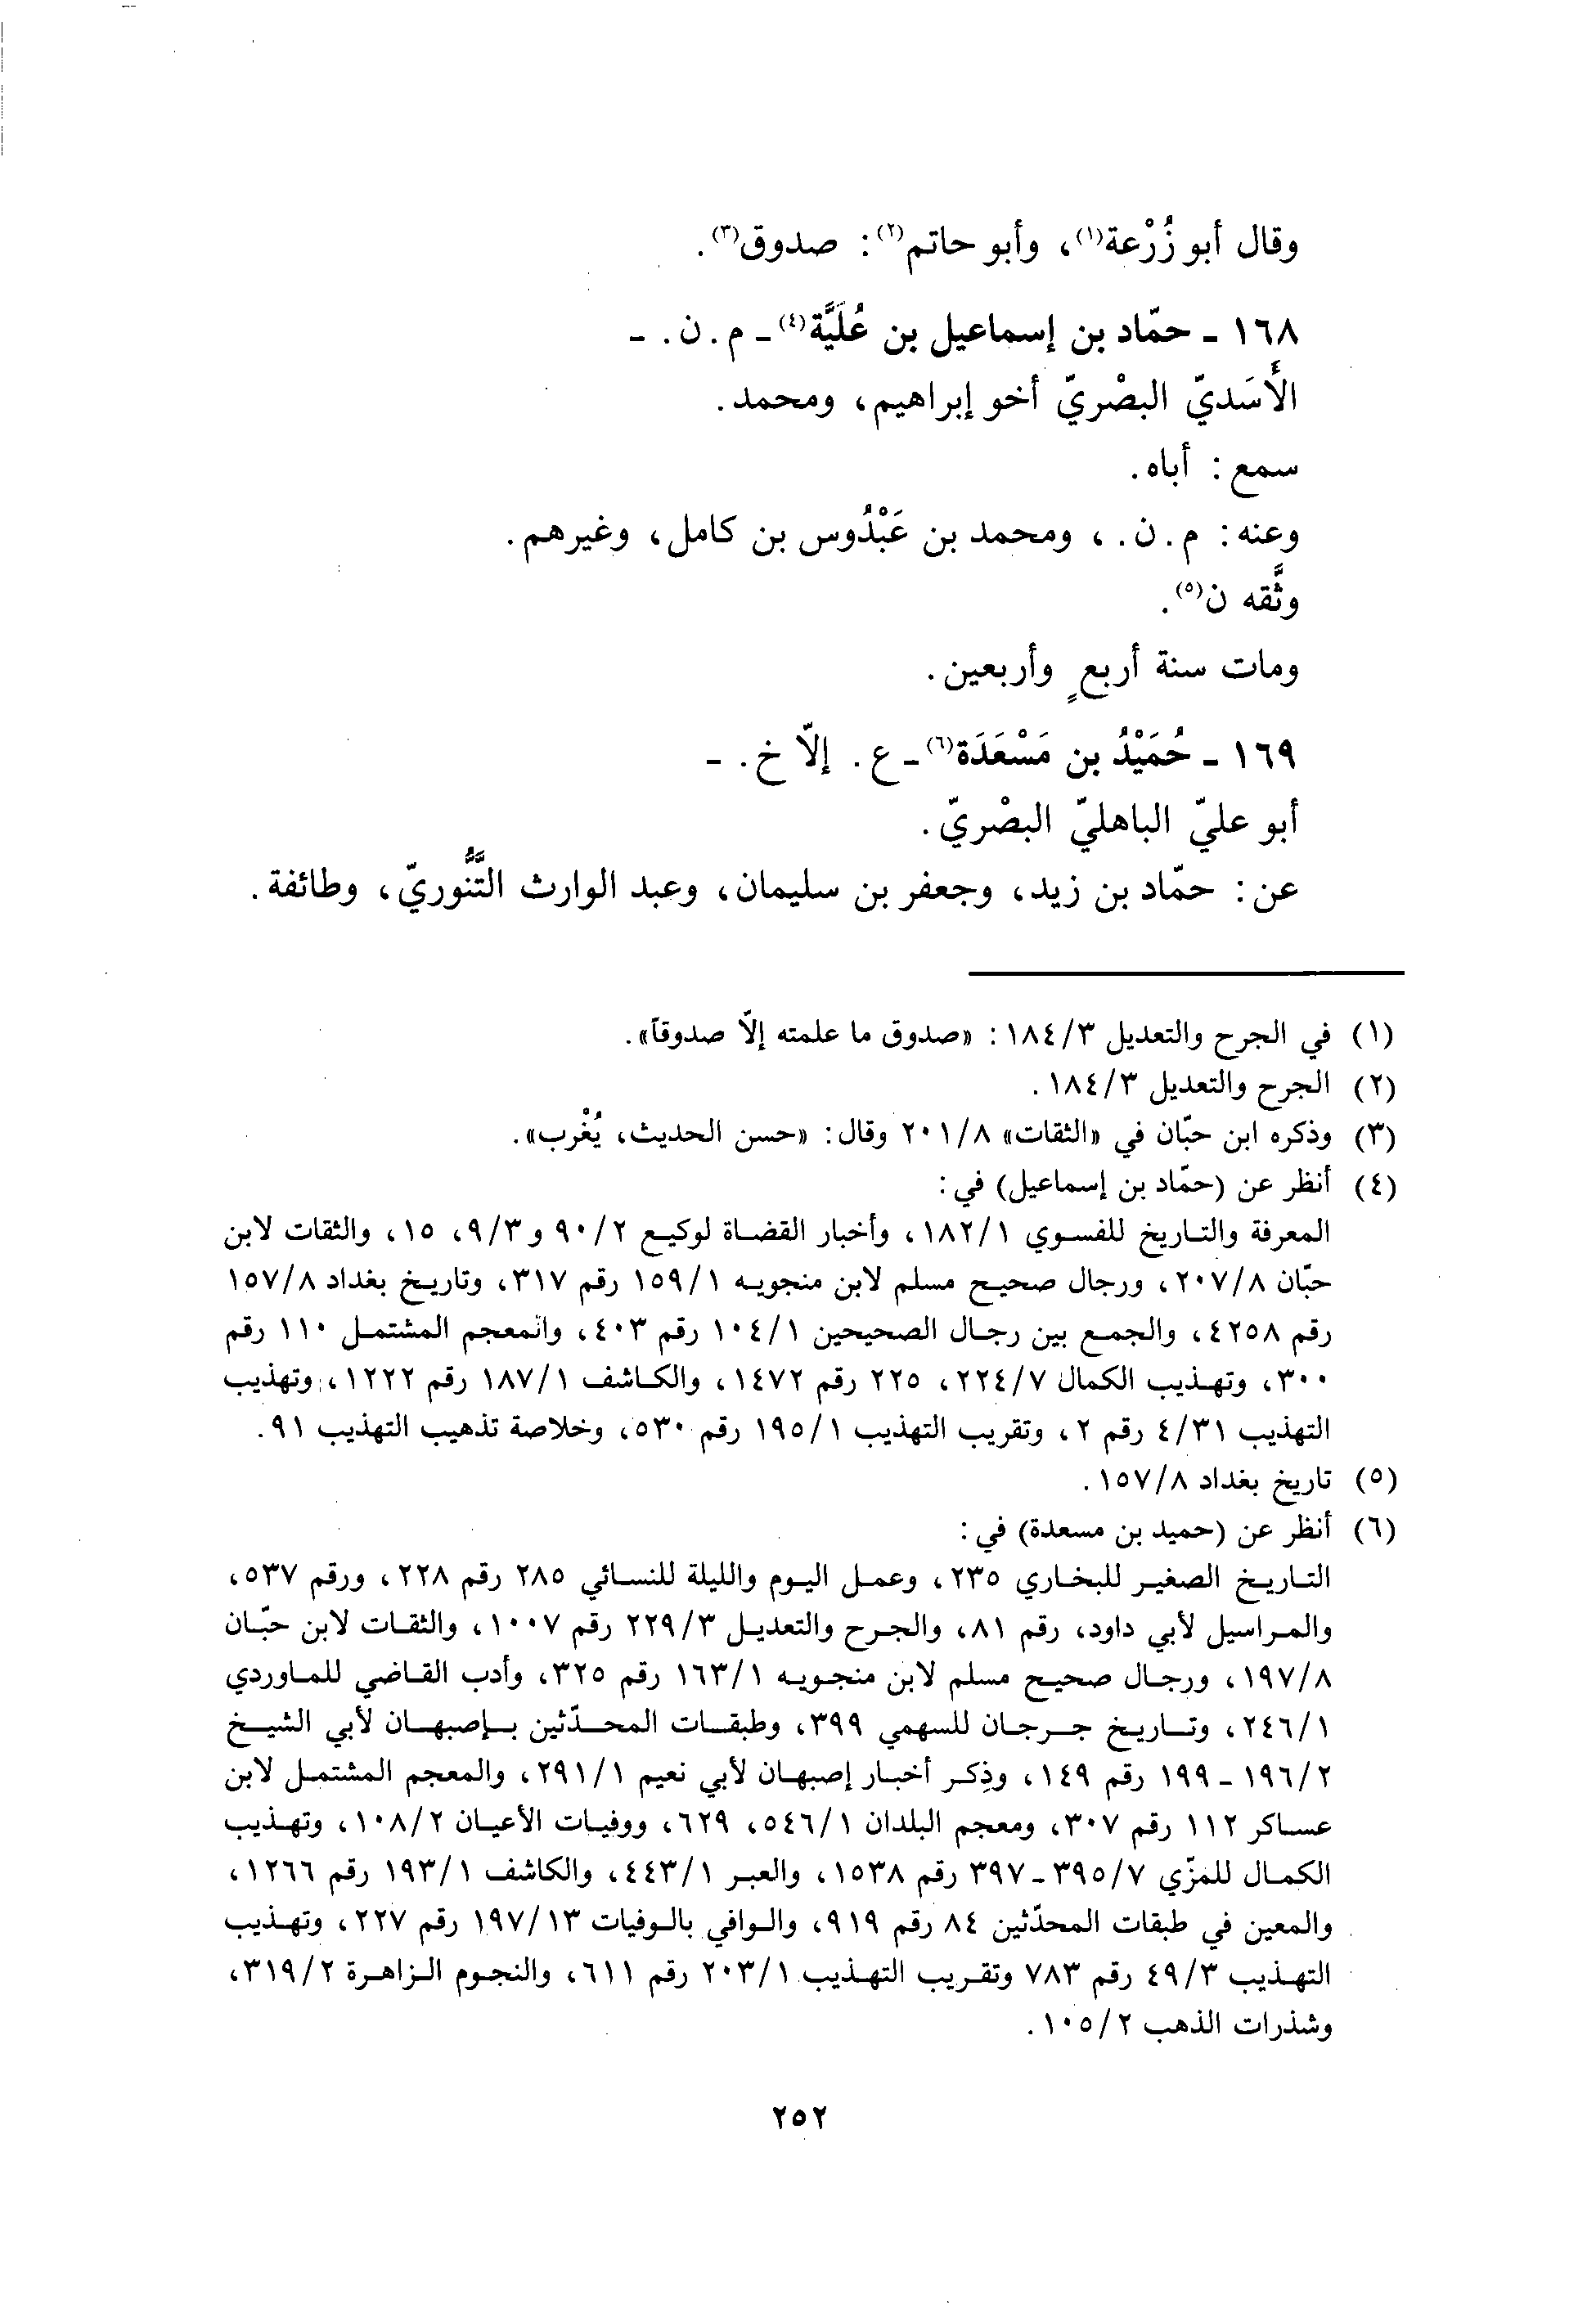 وقال أبو زُرْعة(١)، وأبو حاتم(٢): صدوق(٣).
١٦٨ - حمّاد بن إسماعيل بن عُلَيَّة(٤) - م. ن. -
الأَسَديّ البصْريّ أخو إبراهيم، ومحمد.
سمع: أباه.
وعنه: م. ن.، ومحمد بن عَبْدُوس بن كامل، وغيرهم.
وثَّقه ن(٥).
ومات سنة أربعٍ وأربعين.
١٦٩ - حُمَيْدُ بن مَسْعَدَة(٦) - ع. إلّا خ. -
أبو عليّ الباهليّ البصْريّ.
عن: حمّاد بن زيد، وجعفر بن سليمان، وعبد الوارث التَّنُّوريّ، وطائفة.
(١) في الجرح والتعديل ١٨٤/٣: «صدوق ما علمته إلّا صدوقاً».
(٢) الجرح والتعديل ١٨٤/٣.
(٣) وذكره ابن حبّان في «الثقات» ٢٠١/٨ وقال: «حسن الحديث، يُغْرب».
(٤) أنظر عن (حمّاد بن إسماعيل) في:
المعرفة والتاريخ للفسوي ١٨٢/١، وأخبار القضاة لوكيع ٩٠/٢ و٩/٣، ١٥، والثقات لابن
حبّان ٢٠٧/٨، ورجال صحيح مسلم لابن منجويه ١٥٩/١ رقم ٣١٧، وتاريخ بغداد ١٥٧/٨
رقم ٤٢٥٨، والجمع بين رجال الصحيحين ١٠٤/١ رقم ٤٠٣، والمعجم المشتمل ١١٠ رقم
٣٠٠، وتهذيب الكمال ٢٢٤/٧، ٢٢٥ رقم ١٤٧٢، والكاشف ١٨٧/١ رقم ١٢٢٢، وتهذيب
التهذيب ٤/٣١ رقم ٢، وتقريب التهذيب ١٩٥/١ رقم ٥٣٠، وخلاصة تذهيب التهذيب ٩١.
(٥) تاريخ بغداد ١٥٧/٨.
(٦) أنظر عن (حميد بن مسعدة) في:
التاريخ الصغير للبخاري ٢٣٥، وعمل اليوم والليلة للنسائي ٢٨٥ رقم ٢٢٨، ورقم ٥٣٧،
والمراسيل لأبي داود، رقم ٨١، والجرح والتعديل ٢٢٩/٣ رقم ١٠٠٧، والثقات لابن حبّان
١٩٧/٨، ورجال صحيح مسلم لابن منجويه ١٦٣/١ رقم ٣٢٥، وأدب القاضي للماوردي
٢٤٦/١، وتاريخ جرجان للسهمي ٣٩٩، وطبقات المحدّثين بإصبهان لأبي الشيخ
١٩٦/٢ - ١٩٩ رقم ١٤٩، وذِكر أخبار إصبهان لأبي نعيم ٢٩١/١، والمعجم المشتمل لابن
عساكر ١١٢ رقم ٣٠٧، ومعجم البلدان ٥٤٦/١، ٦٢٩، ووفيات الأعيان ١٠٨/٢، وتهذيب
الكمال للمزّي ٣٩٥/٧ - ٣٩٧ رقم ١٥٣٨، والعبر ٤٤٣/١، والكاشف ١٩٣/١ رقم ١٢٦٦،
والمعين في طبقات المحدّثين ٨٤ رقم ٩١٩، والوافي بالوفيات ١٩٧/١٣ رقم ٢٢٧، وتهذيب
التهذيب ٤٩/٣ رقم ٧٨٣ وتقريب التهذيب ٢٠٣/١ رقم ٦١١، والنجوم الزاهرة ٣١٩/٢،
وشذرات الذهب ١٠٥/٢.
٢٥٢